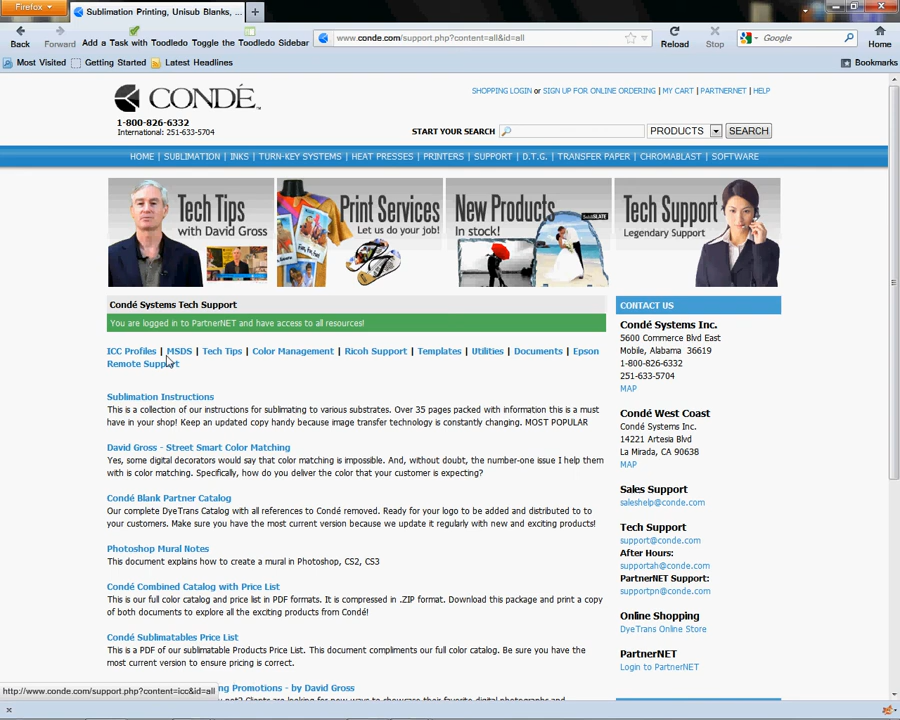 Firefox
Sublimation Printing, Unisub Blanks, ...
Back
Forward
Add a Task with Toodledo
Toggle the Toodledo Sidebar
www.conde.com/support.php?content=all&id=all
Reload
Stop
Google
Home
Most Visited
Getting Started
Latest Headlines
Bookmarks
CONDÉ
1-800-826-6332
International: 251-633-5704
SHOPPING LOGIN or SIGN UP FOR ONLINE ORDERING | MY CART | PARTNERNET | HELP
START YOUR SEARCH
PRODUCTS
SEARCH
HOME | SUBLIMATION | INKS | TURN-KEY SYSTEMS | HEAT PRESSES | PRINTERS | SUPPORT | D.T.G. | TRANSFER PAPER | CHROMABLAST | SOFTWARE
Tech Tips
with David Gross
Print Services
Let us do your job!
New Products
In stock!
Tech Support
Legendary Support
Condé Systems Tech Support
You are logged in to PartnerNET and have access to all resources!
ICC Profiles | MSDS | Tech Tips | Color Management | Ricoh Support | Templates | Utilities | Documents | Epson
Remote Support
Sublimation Instructions
This is a collection of our instructions for sublimating to various substrates. Over 35 pages packed with information this is a must
have in your shop! Keep an updated copy handy because image transfer technology is constantly changing. MOST POPULAR
David Gross - Street Smart Color Matching
Yes, some digital decorators would say that color matching is impossible. And, without doubt, the number-one issue I help them
with is color matching. Specifically, how do you deliver the color that your customer is expecting?
Condé Blank Partner Catalog
Our complete DyeTrans Catalog with all references to Condé removed. Ready for your logo to be added and distributed to to
your customers. Make sure you have the most current version because we update it regularly with new and exciting products!
Photoshop Mural Notes
This document explains how to create a mural in Photoshop, CS2, CS3
Condé Combined Catalog with Price List
This is our full color catalog and price list in PDF formats. It is compressed in .ZIP format. Download this package and print a copy
of both documents to explore all the exciting products from Condé!
Condé Sublimatables Price List
This is a PDF of our sublimatable Products Price List. This document compliments our full color catalog. Be sure you have the
most current version to ensure pricing is correct.
ng Promotions - by David Gross
CONTACT US
Condé Systems Inc.
5600 Commerce Blvd East
Mobile, Alabama 36619
1-800-826-6332
251-633-5704
MAP
Condé West Coast
Condé Systems Inc.
14221 Artesia Blvd
La Mirada, CA 90638
MAP
Sales Support
saleshelp@conde.com
Tech Support
support@conde.com
After Hours:
supportah@conde.com
PartnerNET Support:
supportpn@conde.com
Online Shopping
DyeTrans Online Store
PartnerNET
Login to PartnerNET
http://www.conde.com/support.php?content=icc&id=all